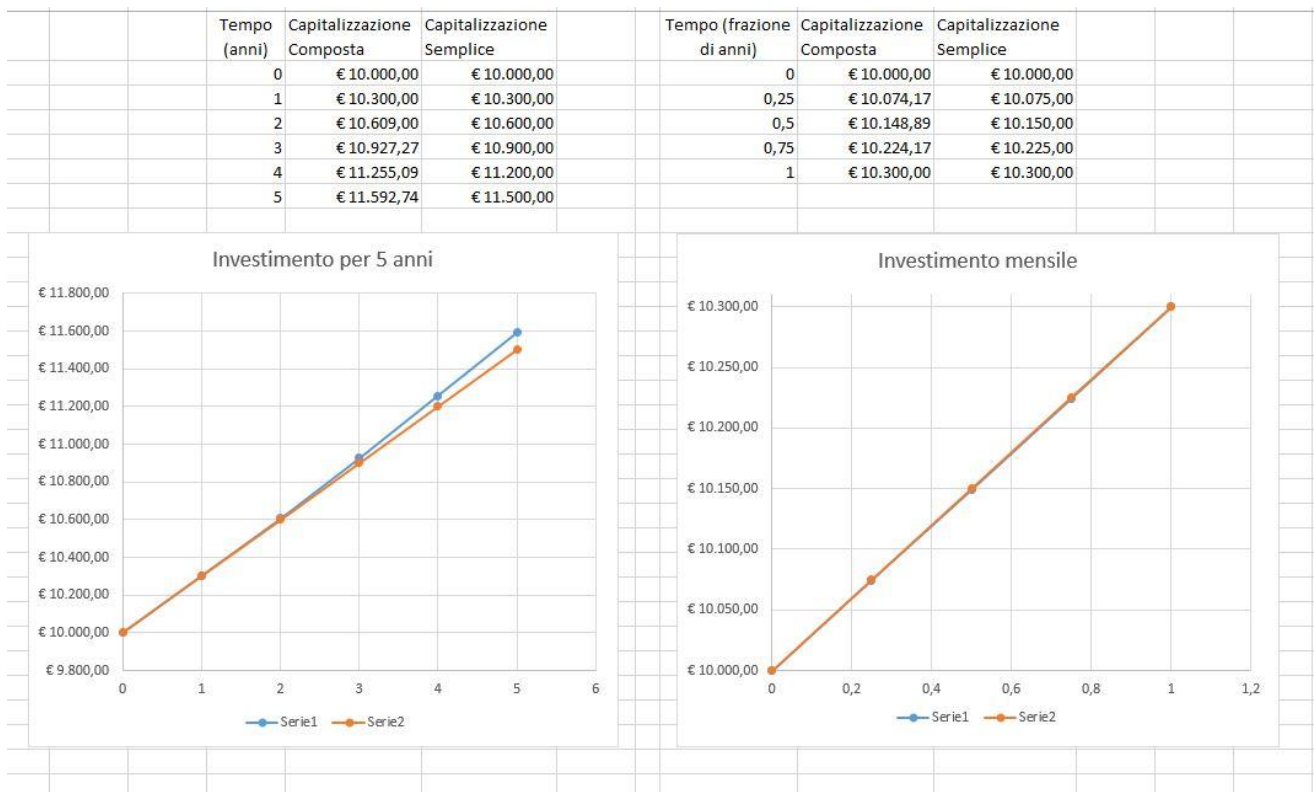 Tempo Capitalizzazione Capitalizzazione
(anni) Composta Semplice
0 € 10.000,00 € 10.000,00
1 € 10.300,00 € 10.300,00
2 € 10.609,00 € 10.600,00
3 € 10.927,27 € 10.900,00
4 € 11.255,09 € 11.200,00
5 € 11.592,74 € 11.500,00
Tempo (frazione Capitalizzazione Capitalizzazione
di anni) Composta Semplice
0 € 10.000,00 € 10.000,00
0,25 € 10.074,17 € 10.075,00
0,5 € 10.148,89 € 10.150,00
0,75 € 10.224,17 € 10.225,00
1 € 10.300,00 € 10.300,00
Investimento per 5 anni
€ 11.800,00
€ 11.600,00
€ 11.400,00
€ 11.200,00
€ 11.000,00
€ 10.800,00
€ 10.600,00
€ 10.400,00
€ 10.200,00
€ 10.000,00
€ 9.800,00
0 1 2 3 4 5 6
Serie1 Serie2
Investimento mensile
€ 10.300,00
€ 10.250,00
€ 10.200,00
€ 10.150,00
€ 10.100,00
€ 10.050,00
€ 10.000,00
0 0,2 0,4 0,6 0,8 1 1,2
Serie1 Serie2